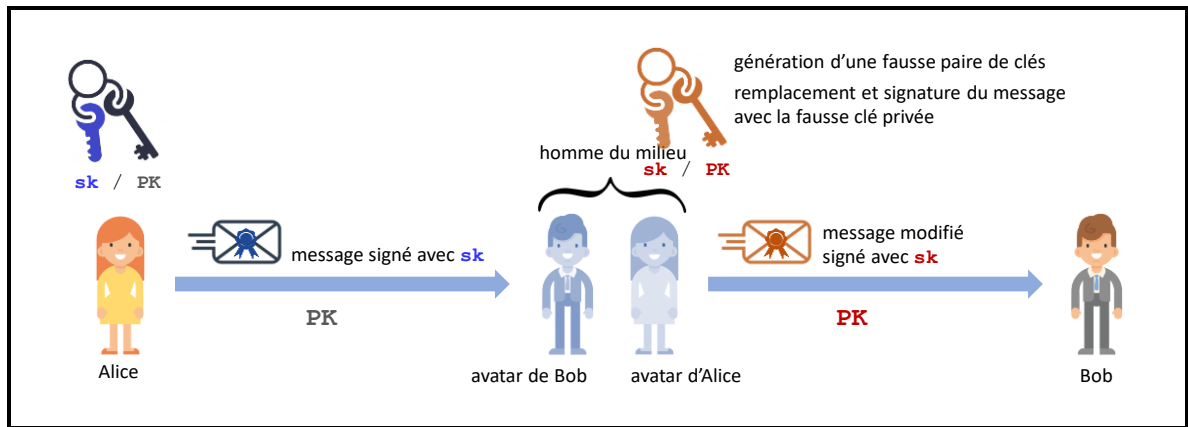 génération d’une fausse paire de clés
remplacement et signature du message
avec la fausse clé privée
homme du milieu
sk / PK
sk / PK
message signé avec sk
message modifié
signé avec sk
PK
PK
Alice
avatar de Bob
avatar d’Alice
Bob